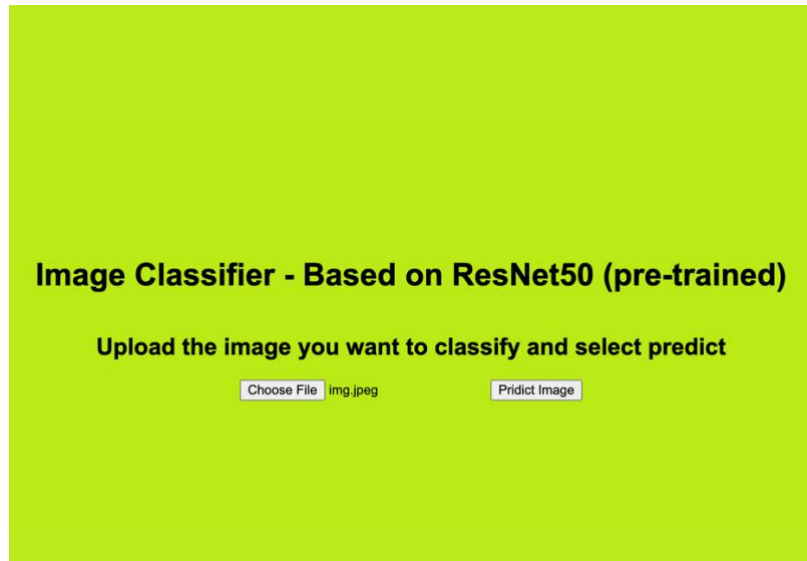 Image Classifier - Based on ResNet50 (pre-trained)
Upload the image you want to classify and select predict
Choose File img.jpeg Pridict Image